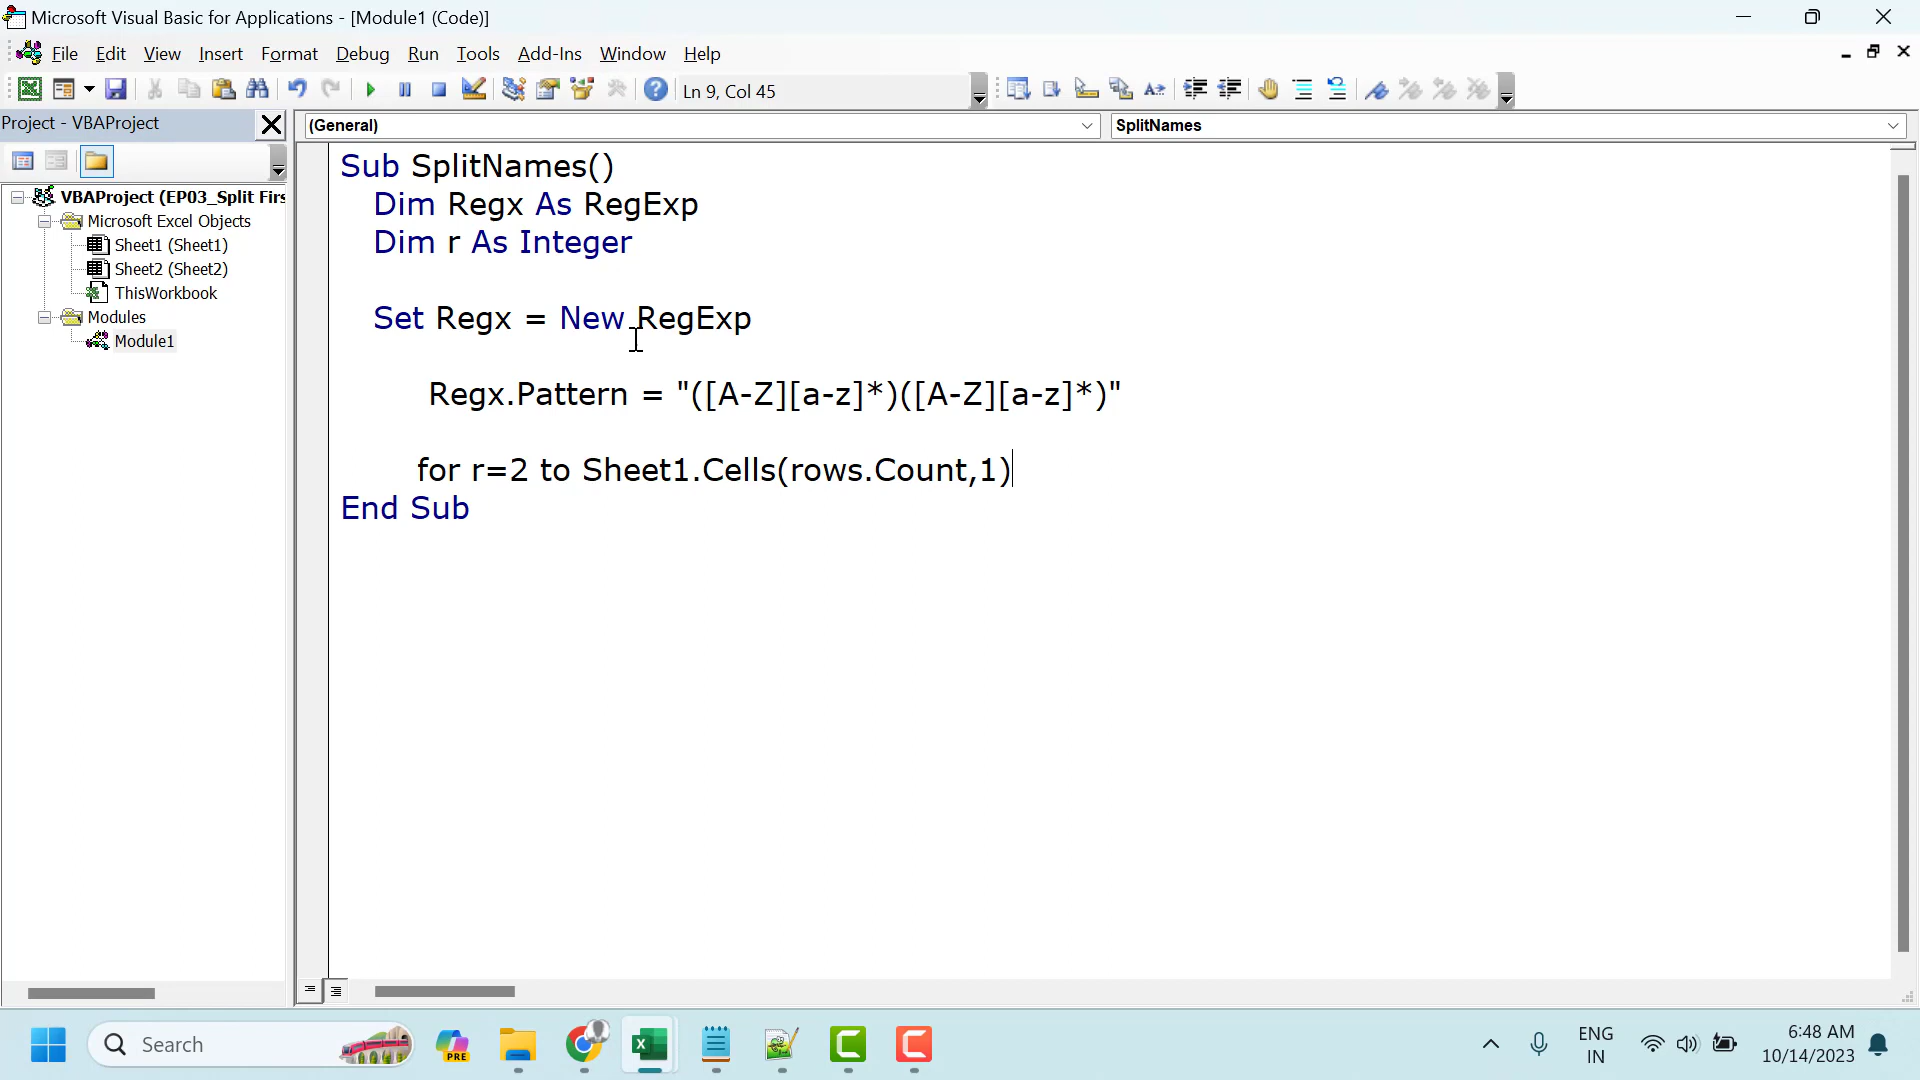 Microsoft Visual Basic for Applications - [Module1 (Code)]
File Edit View Insert Format Debug Run Tools Add-Ins Window Help
Ln 9, Col 45
Project - VBAProject
(General)
SplitNames
VBAProject (EP03_Split Firs
Microsoft Excel Objects
Sheet1 (Sheet1)
Sheet2 (Sheet2)
ThisWorkbook
Modules
Module1
Sub SplitNames()
Dim Regx As RegExp
Dim r As Integer
Set Regx = New RegExp
Regx.Pattern = "([A-Z][a-z]*)([A-Z][a-z]*)"
for r=2 to Sheet1.Cells(rows.Count,1)
End Sub
Search
PRE
ENG
IN
6:48 AM
10/14/2023